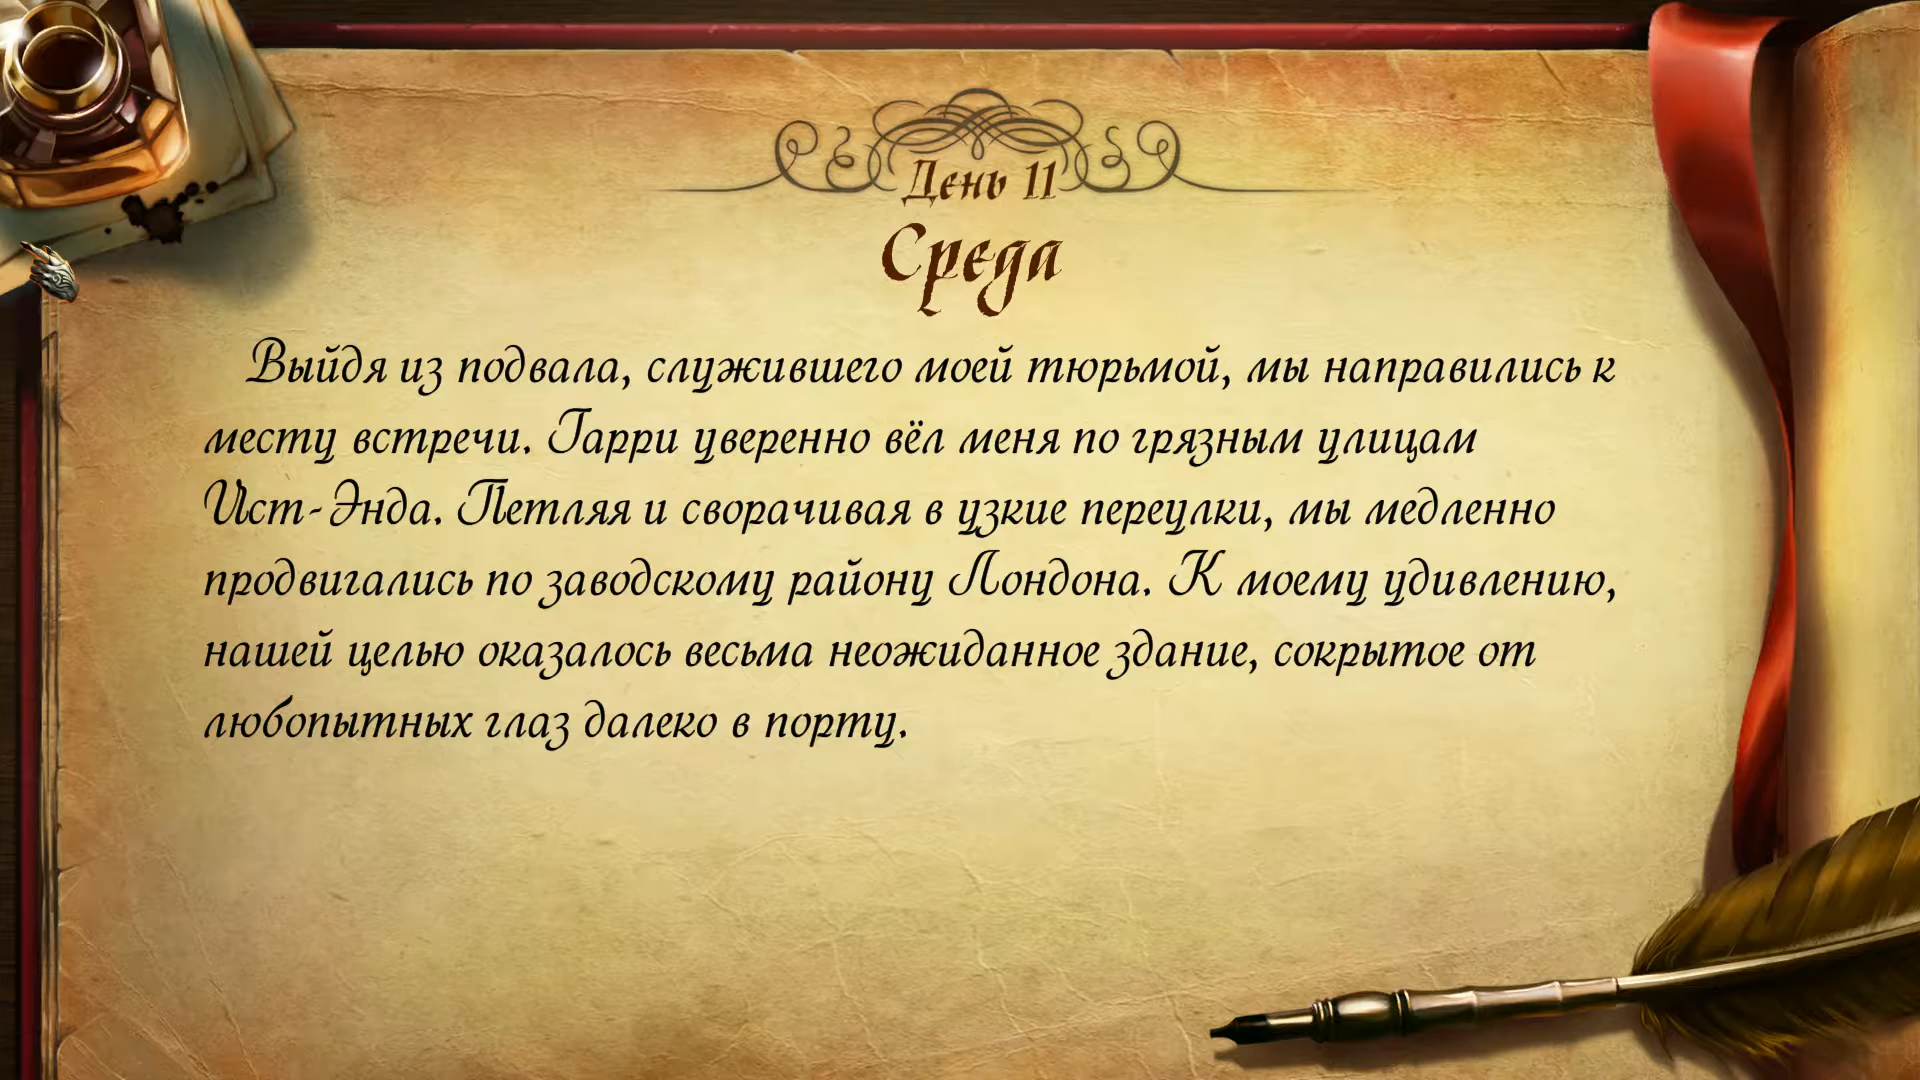 День 11
Среда
Выйдя из подвала, служившего моей тюрьмой, мы направились к
месту встречи. Гарри уверенно вёл меня по грязным улицам
Ист-Энда. Петляя и сворачивая в узкие переулки, мы медленно
продвигались по заводскому району Лондона. К моему удивлению,
нашей целью оказалось весьма неожиданное здание, сокрытое от
любопытных глаз далеко в порту.